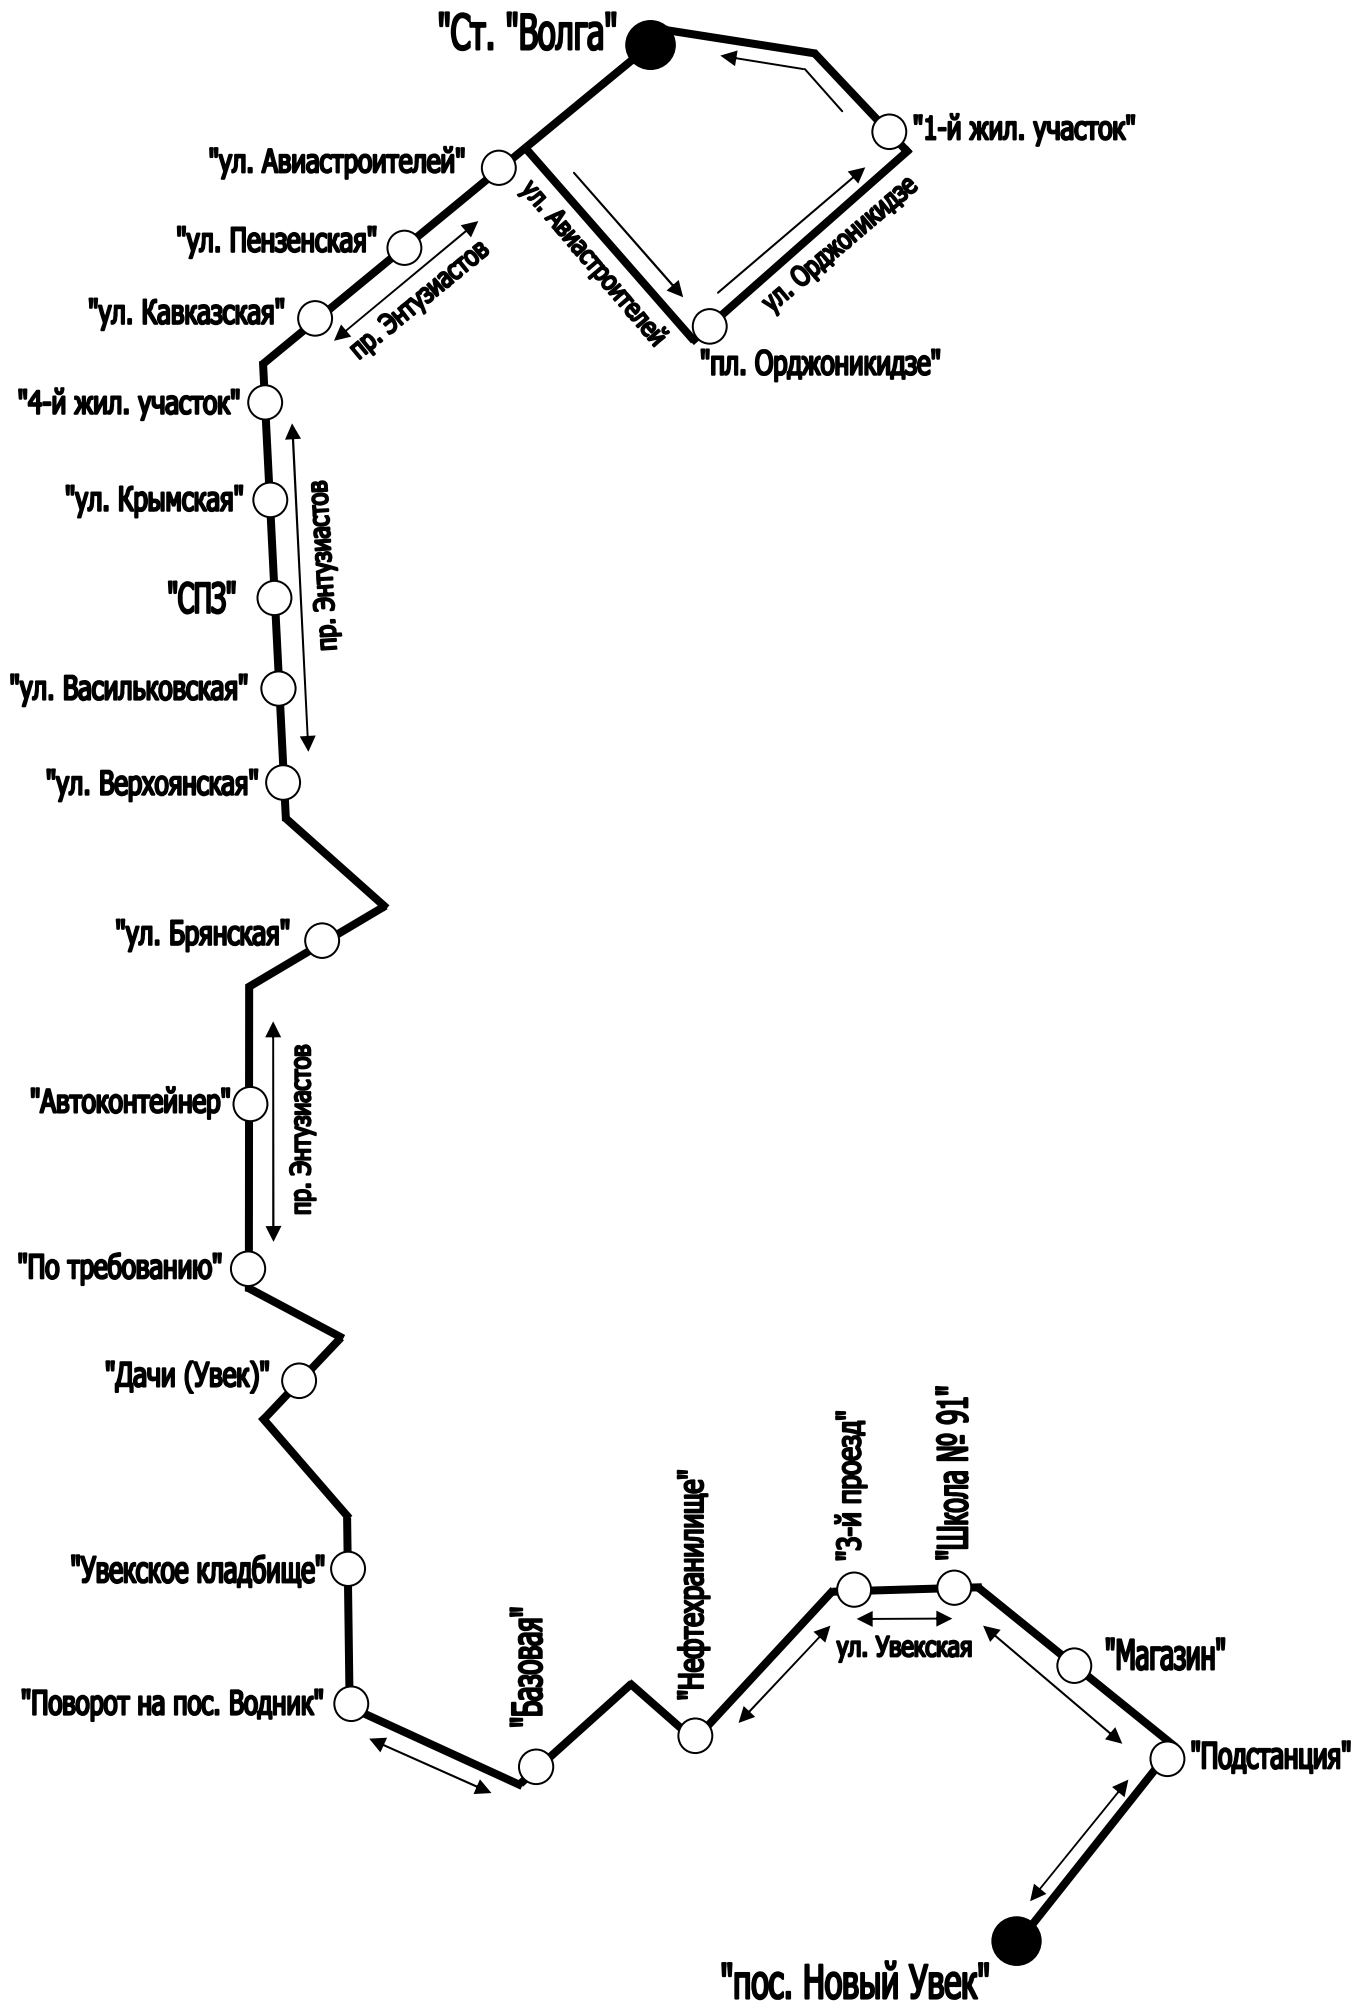 "Ст. "Волга"
"1-й жил. участок"
"ул. Авиастроителей"
ул. Авиастроителей
ул. Орджоникидзе
"ул. Пензенская"
пр. Энтузиастов
"ул. Кавказская"
"пл. Орджоникидзе"
"4-й жил. участок"
"ул. Крымская"
пр. Энтузиастов
"СПЗ"
"ул. Васильковская"
"ул. Верхоянская"
"ул. Брянская"
"Автоконтейнер"
пр. Энтузиастов
"По требованию"
"Дачи (Увек)"
"Увекское кладбище"
"Поворот на пос. Водник"
"Базовая"
"Нефтехранилище"
"3-й проезд"
"Школа № 91"
ул. Увекская
"Магазин"
"Подстанция"
"пос. Новый Увек"